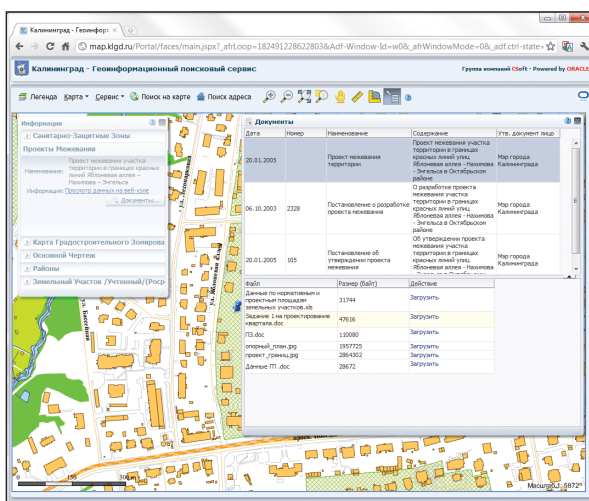 Калининград - Геоинформ
map.klgd.ru/Portal/faces/main.jspx?_afrLoop=182491228622803&Adf-Window-Id=w0&_afrWindowMode=0&_adf.ctrl-state=
Калининград - Геоинформационный поисковый сервис
Группа компаний CSoft - Powered by ORACLE
Легенда Карта Сервис Поиск на карте Поиск адреса
Информация
Санитарно-Защитные Зоны
Проекты Межевания
Наименование:
Проект межевания участка
территории в границах
красных линий улиц
Яблоневая аллея -
Нахимова – Энгельса
Информация: Просмотр данных на веб-узле
Документы...
Карта Градостроительного Зонирова
Основной Чертеж
Районы
Земельный Участок /Учтенный/(Роср
Документы
Дата Номер Наименование Содержание Утв. документ лицо
20.01.2005
Проект межевания
территории
Проект межевания участка
территории в границах
красных линий улиц
Яблоневая аллея - Нахимова
- Энгельса в Октябрьском
районе
Мэр города
Калининграда
06.10.2003 2328
Постановление о разработке
проекта межевания
О разработке проекта
межевания участка
территории в границах
красных линий улиц
Яблоневая аллея - Нахимова
- Энгельса в Октябрьском
районе
Мэр города
Калининграда
20.01.2005 105
Постановление об
утверждении проекта
межевания
Об утверждении проекта
межевания участка
территории в границах
красных линий улиц
Яблоневая аллея - Нахимова
- Энгельса в Октябрьском
Мэр города
Калининграда
Файл Размер (байт) Действие
Данные по нормативным и
проектным площадям
земельных участков.xls
31744 Загрузить
Задание 1 на проектирование
квартала.doc
47616 Загрузить
ПЗ.doc 110080 Загрузить
опорный_план.jpg 1957725 Загрузить
проект_границ.jpg 2864302 Загрузить
Данные ГП .doc 28672 Загрузить
ул. Бассейная
0 150 300 m
Масштаб 1: 5872